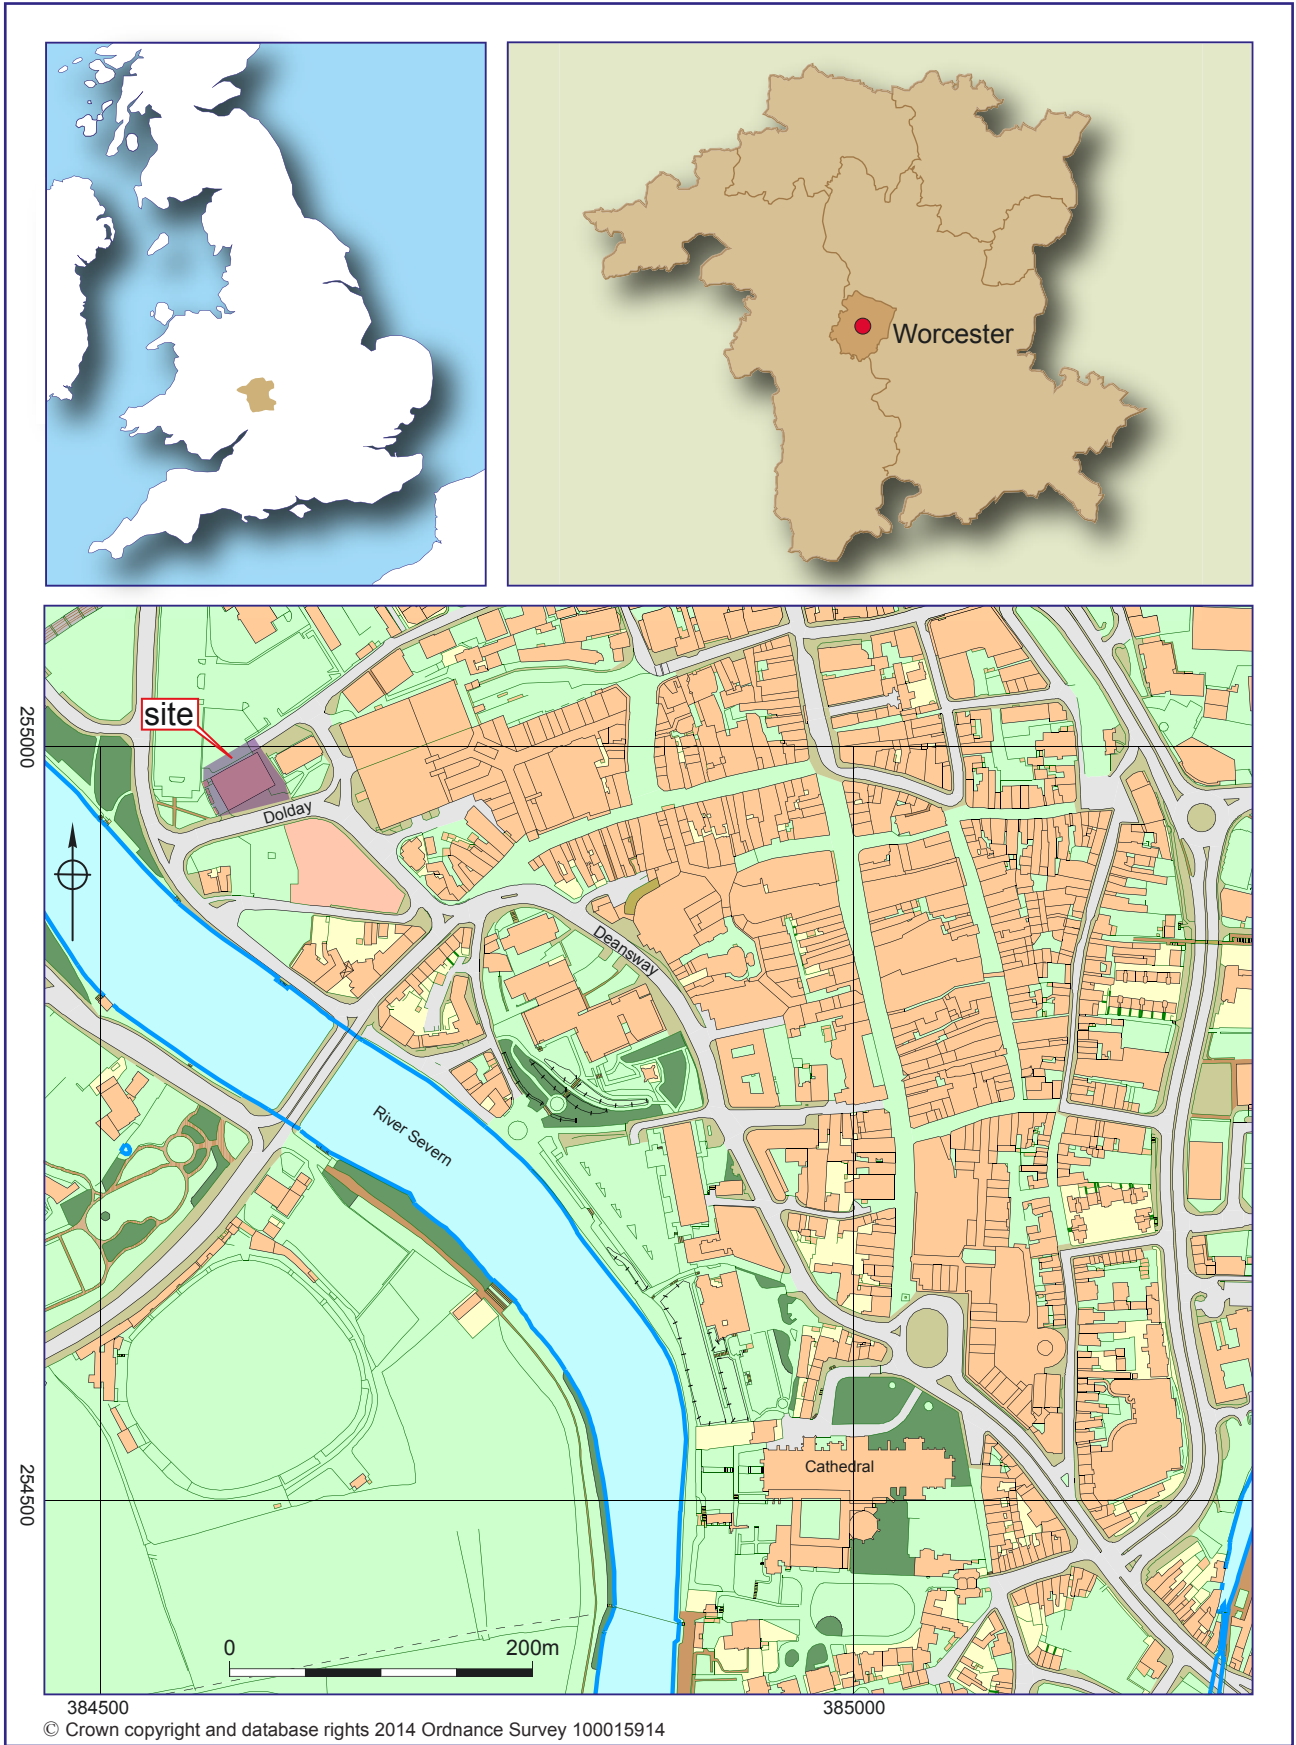 Worcester
site
255000
Dolday
Deansway
River Severn
Cathedral
254500
0 200m
384500 385000
© Crown copyright and database rights 2014 Ordnance Survey 100015914